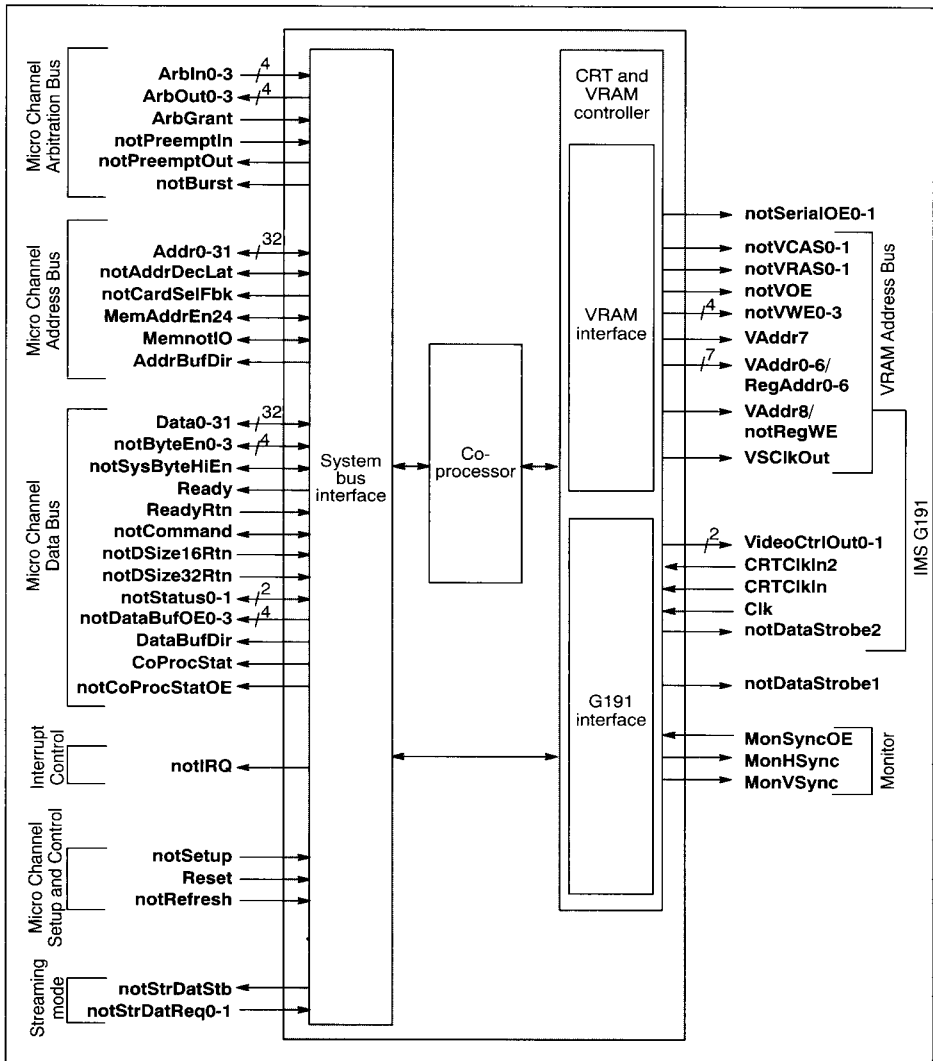 Micro Channel
Arbitration Bus
ArbIn0-3
4
ArbOut0-3
4
ArbGrant
notPreemptIn
notPreemptOut
notBurst
Micro Channel
Address Bus
Addr0-31
32
notAddrDecLat
notCardSelFbk
MemAddrEn24
MemnotIO
AddrBufDir
Micro Channel
Data Bus
Data0-31
32
notByteEn0-3
4
notSysByteHiEn
Ready
ReadyRtn
notCommand
notDSize16Rtn
notDSize32Rtn
notStatus0-1
2
notDataBufOE0-3
4
DataBufDir
CoProcStat
notCoProcStatOE
Interrupt
Control
notIRQ
Micro Channel
Setup and Control
notSetup
Reset
notRefresh
Streaming
mode
notStrDatStb
notStrDatReq0-1
System
bus
interface
Co-
processor
CRT and
VRAM
controller
VRAM
interface
G191
interface
notSerialOE0-1
notVCAS0-1
notVRAS0-1
notVOE
4
notVWE0-3
VAddr7
7
VAddr0-6/
RegAddr0-6
VAddr8/
notRegWE
VSClkOut
VRAM Address Bus
2
VideoCtrlOut0-1
CRTClkIn2
CRTClkIn
Clk
notDataStrobe2
IMS G191
notDataStrobe1
MonSyncOE
MonHSync
MonVSync
Monitor